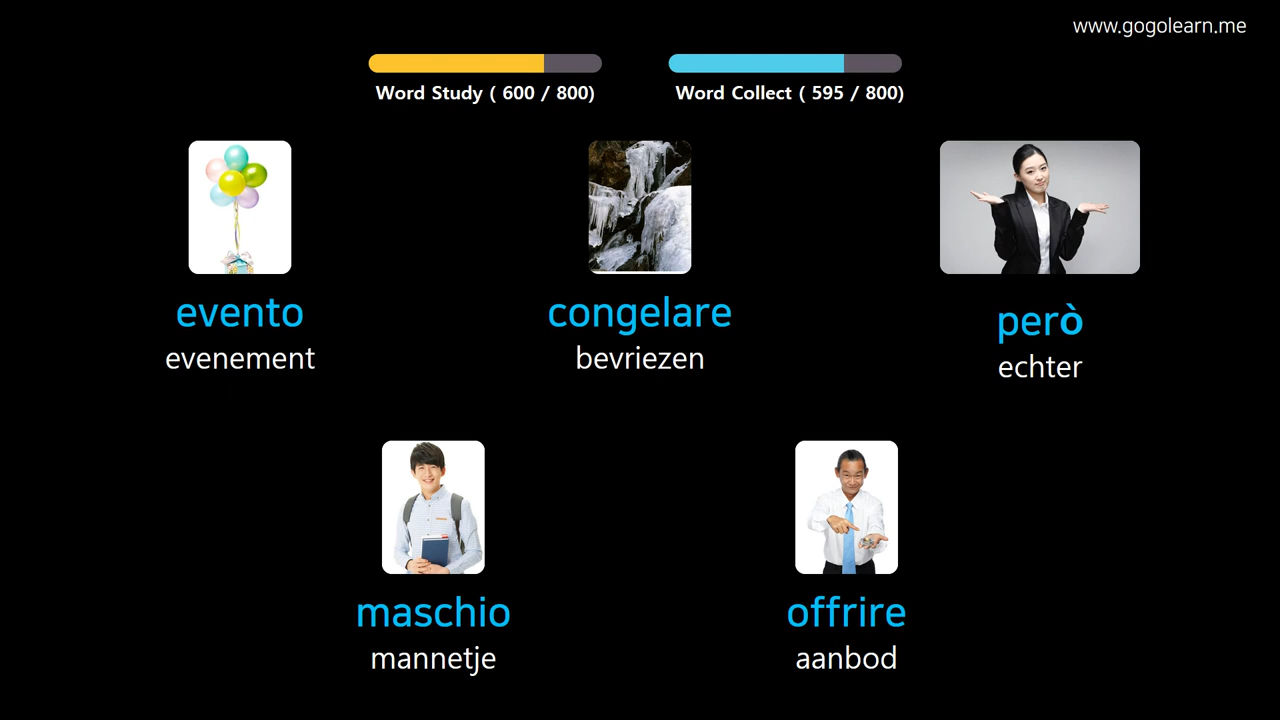 www.gogolearn.me
Word Study ( 600 / 800)
Word Collect ( 595 / 800)
evento
evenement
congelare
bevriezen
però
echter
maschio
mannetje
offrire
aanbod